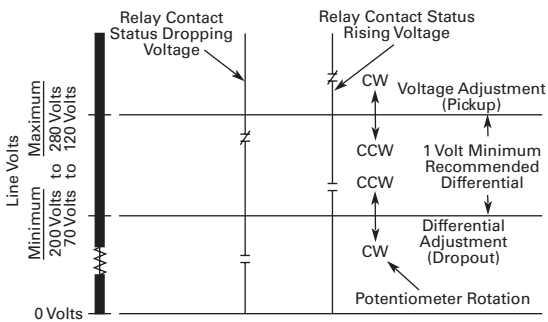 Relay Contact
Status Dropping
Voltage
Relay Contact Status
Rising Voltage
CW
Voltage Adjustment
(Pickup)
CCW
1 Volt Minimum
Recommended
Differential
CCW
Differential
Adjustment
(Dropout)
CW
Potentiometer Rotation
Line Volts
Minimum to Maximum
200 Volts to 280 Volts
70 Volts to 120 Volts
0 Volts